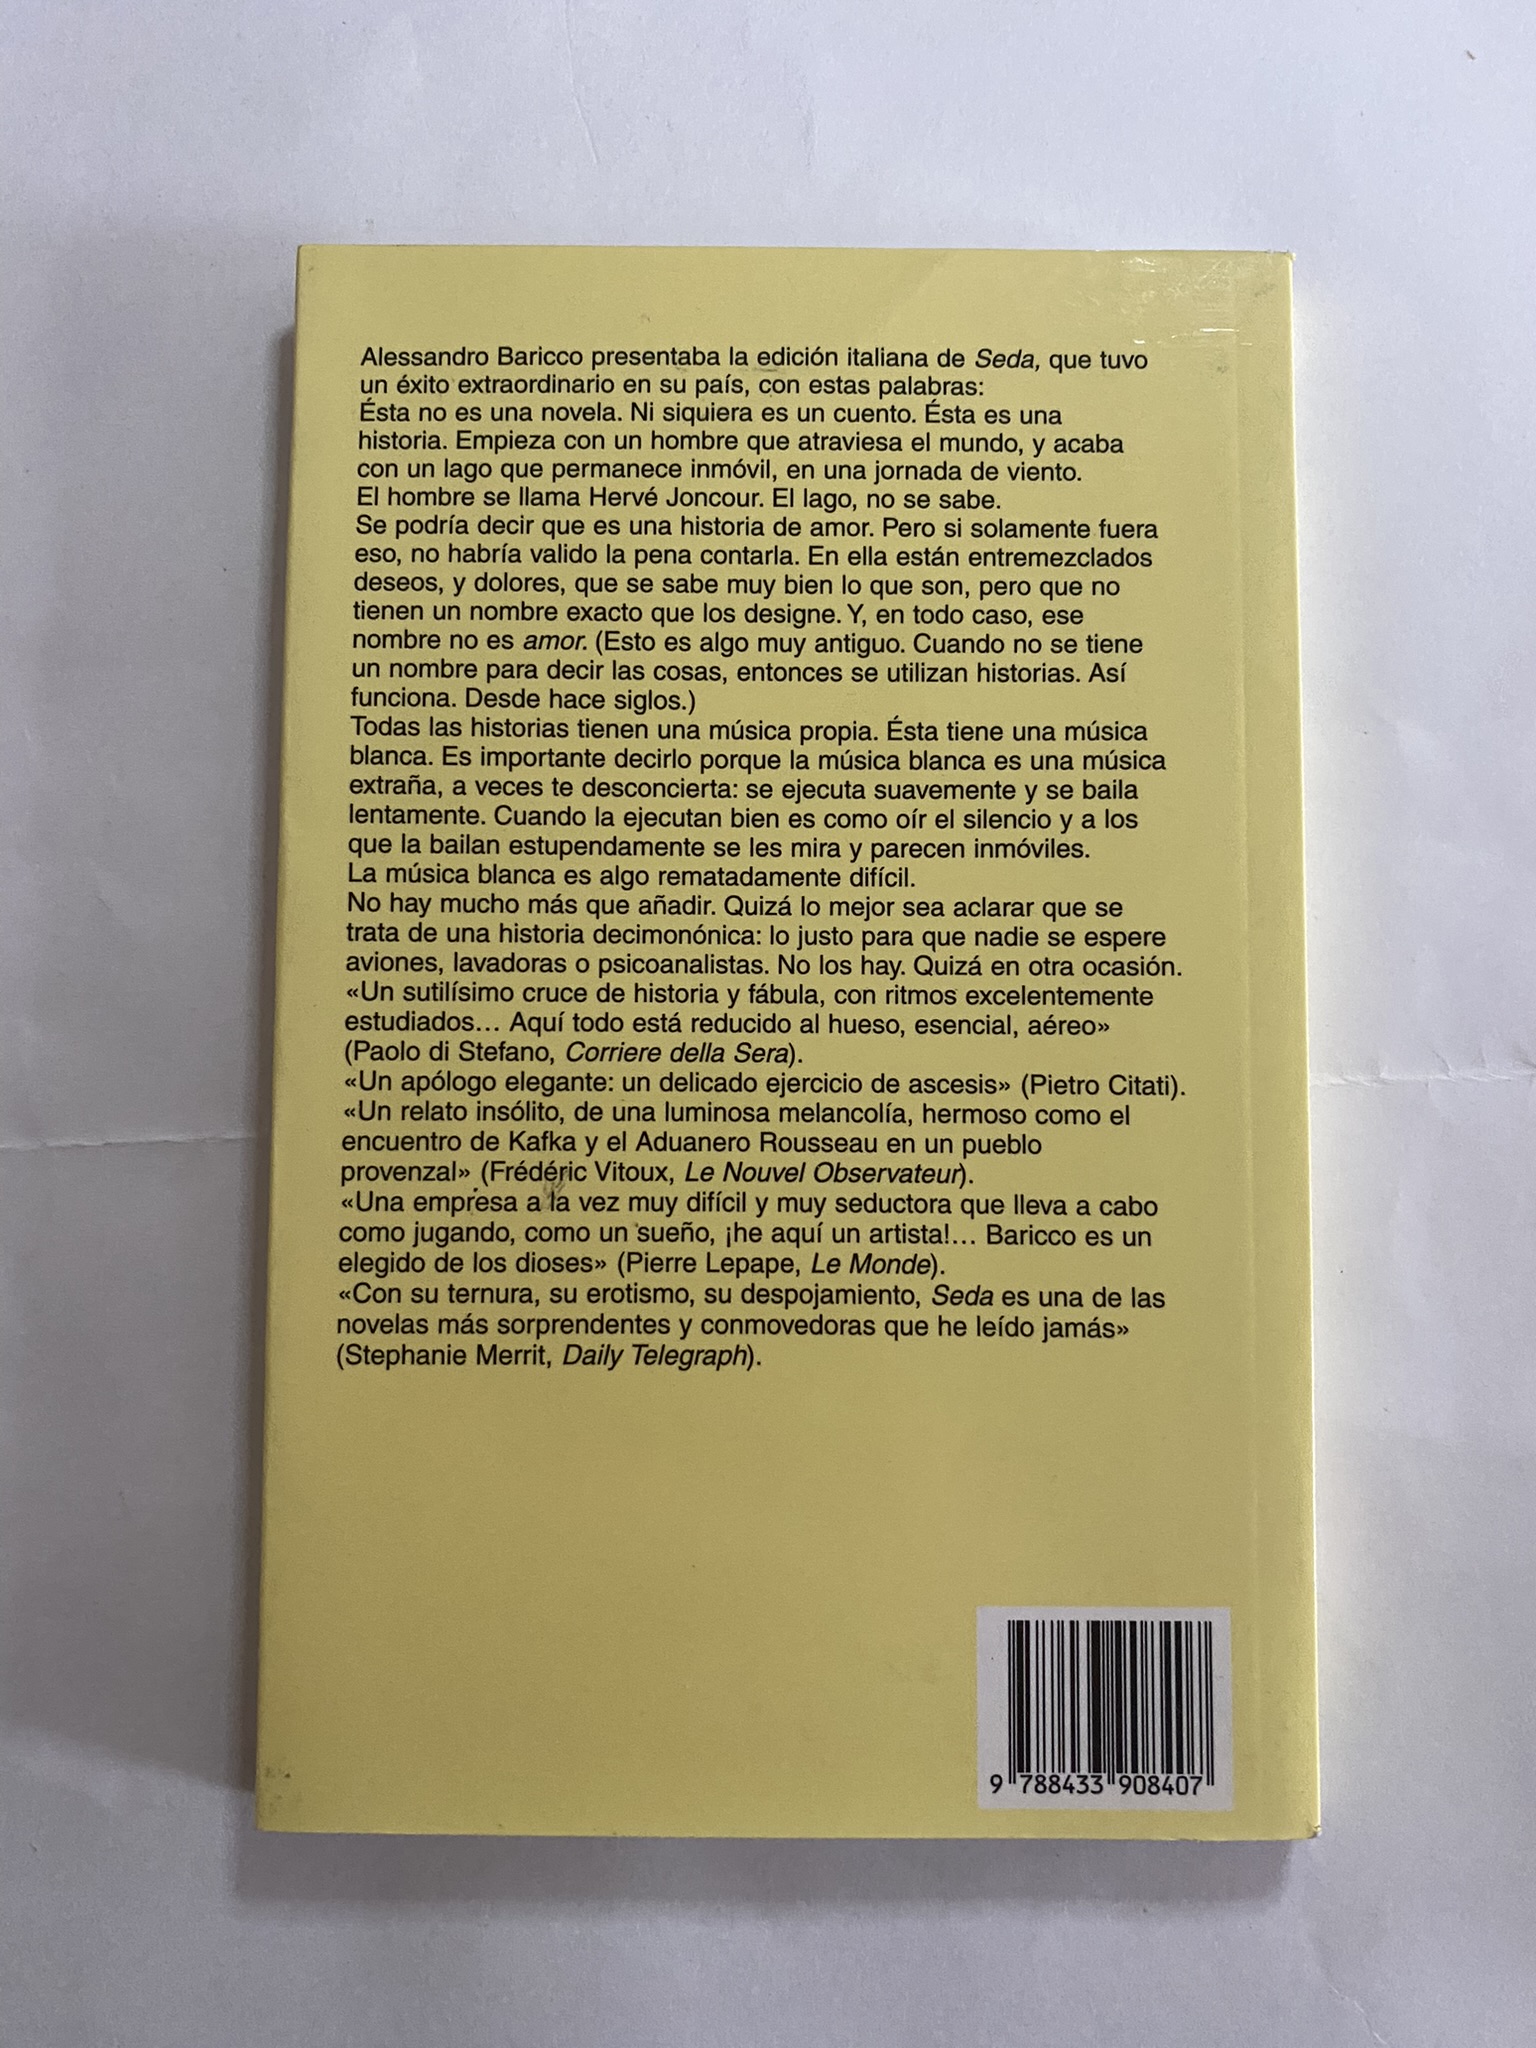 Alessandro Baricco presentaba la edición italiana de Seda, que tuvo
un éxito extraordinario en su país, con estas palabras:
Ésta no es una novela. Ni siquiera es un cuento. Ésta es una
historia. Empieza con un hombre que atraviesa el mundo, y acaba
con un lago que permanece inmóvil, en una jornada de viento.
El hombre se llama Hervé Joncour. El lago, no se sabe.
Se podría decir que es una historia de amor. Pero si solamente fuera
eso, no habría valido la pena contarla. En ella están entremezclados
deseos, y dolores, que se sabe muy bien lo que son, pero que no
tienen un nombre exacto que los designe. Y, en todo caso, ese
nombre no es amor. (Esto es algo muy antiguo. Cuando no se tiene
un nombre para decir las cosas, entonces se utilizan historias. Así
funciona. Desde hace siglos.)
Todas las historias tienen una música propia. Ésta tiene una música
blanca. Es importante decirlo porque la música blanca es una música
extraña, a veces te desconcierta: se ejecuta suavemente y se baila
lentamente. Cuando la ejecutan bien es como oír el silencio y a los
que la bailan estupendamente se les mira y parecen inmóviles.
La música blanca es algo rematadamente difícil.
No hay mucho más que añadir. Quizá lo mejor sea aclarar que se
trata de una historia decimonónica: lo justo para que nadie se espere
aviones, lavadoras o psicoanalistas. No los hay. Quizá en otra ocasión.
«Un sutilísimo cruce de historia y fábula, con ritmos excelentemente
estudiados… Aquí todo está reducido al hueso, esencial, aéreo»
(Paolo di Stefano, Corriere della Sera).
«Un apólogo elegante: un delicado ejercicio de ascesis» (Pietro Citati).
«Un relato insólito, de una luminosa melancolía, hermoso como el
encuentro de Kafka y el Aduanero Rousseau en un pueblo
provenzal» (Frédéric Vitoux, Le Nouvel Observateur).
«Una empresa a la vez muy difícil y muy seductora que lleva a cabo
como jugando, como un sueño, ¡he aquí un artista!… Baricco es un
elegido de los dioses» (Pierre Lepape, Le Monde).
«Con su ternura, su erotismo, su despojamiento, Seda es una de las
novelas más sorprendentes y conmovedoras que he leído jamás»
(Stephanie Merrit, Daily Telegraph).
9 788433 908407